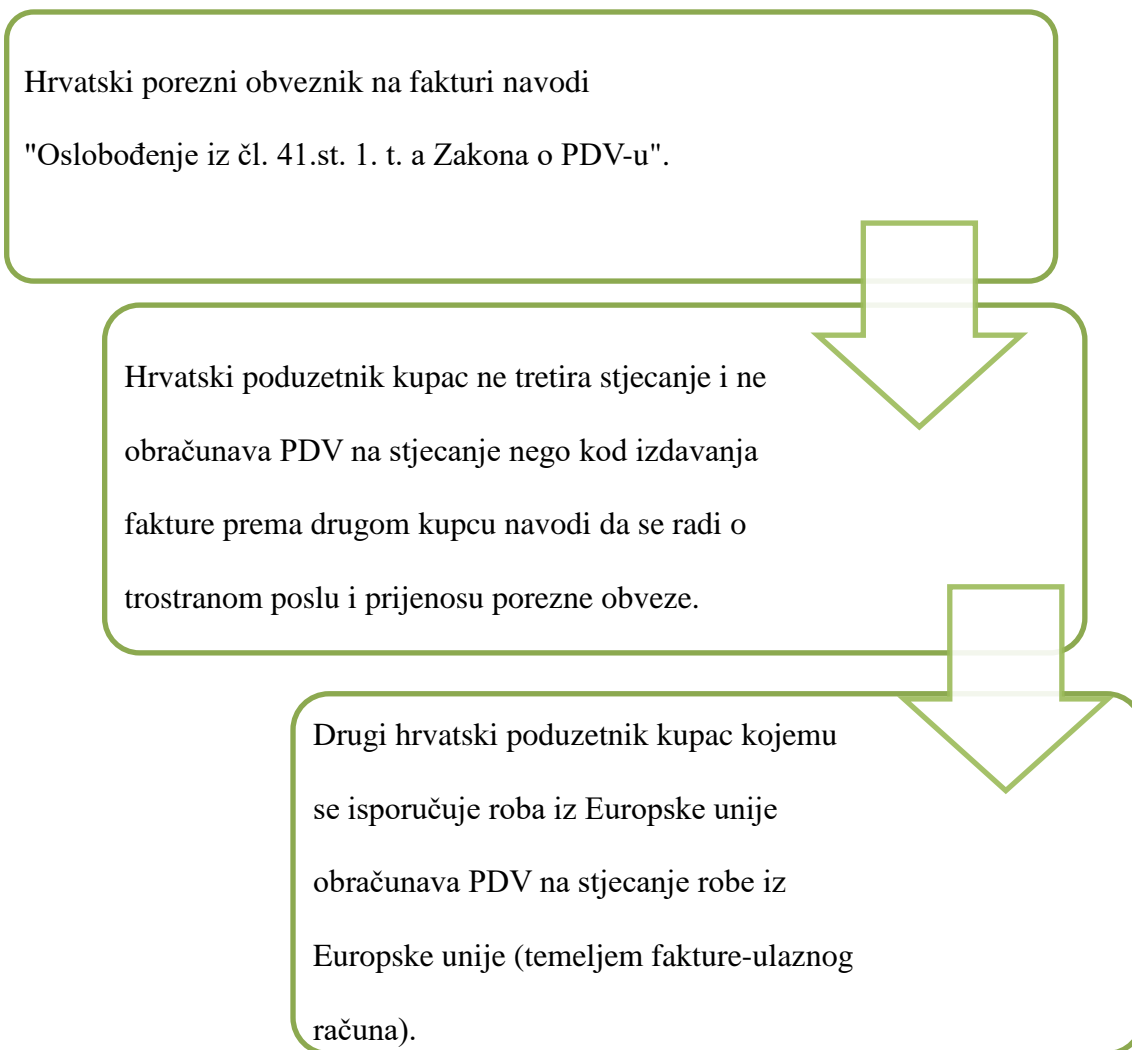 Hrvatski porezni obveznik na fakturi navodi
"Oslobođenje iz čl. 41.st. 1. t. a Zakona o PDV-u".
Hrvatski poduzetnik kupac ne tretira stjecanje i ne
obračunava PDV na stjecanje nego kod izdavanja
fakture prema drugom kupcu navodi da se radi o
trostranom poslu i prijenosu porezne obveze.
Drugi hrvatski poduzetnik kupac kojemu
se isporučuje roba iz Europske unije
obračunava PDV na stjecanje robe iz
Europske unije (temeljem fakture-ulaznog
računa).